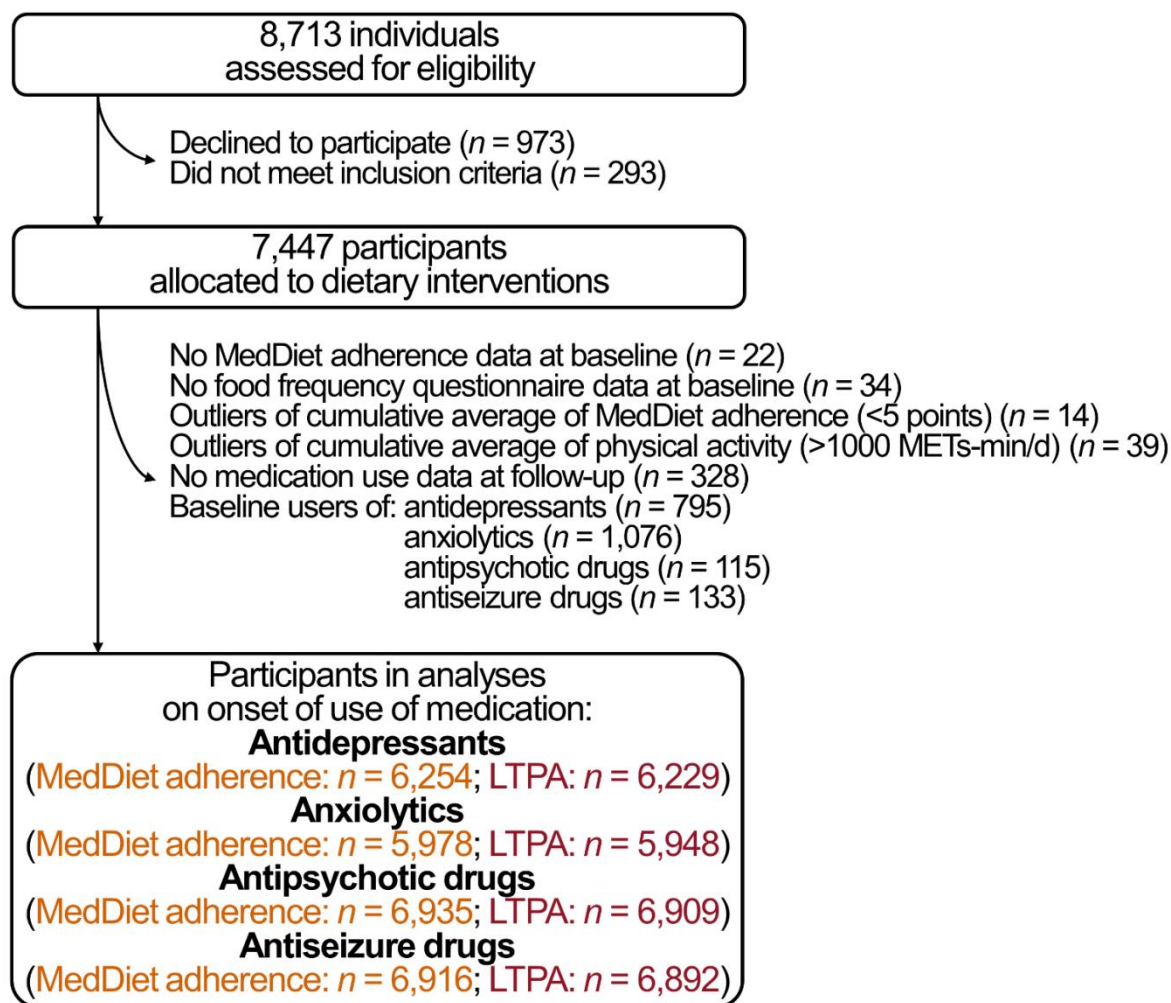 8,713 individuals
assessed for eligibility
Declined to participate (n = 973)
Did not meet inclusion criteria (n = 293)
7,447 participants
allocated to dietary interventions
No MedDiet adherence data at baseline (n = 22)
No food frequency questionnaire data at baseline (n = 34)
Outliers of cumulative average of MedDiet adherence (<5 points) (n = 14)
Outliers of cumulative average of physical activity (>1000 METs-min/d) (n = 39)
No medication use data at follow-up (n = 328)
Baseline users of: antidepressants (n = 795)
anxiolytics (n = 1,076)
antipsychotic drugs (n = 115)
antiseizure drugs (n = 133)
Participants in analyses
on onset of use of medication:
Antidepressants
(MedDiet adherence: n = 6,254; LTPA: n = 6,229)
Anxiolytics
(MedDiet adherence: n = 5,978; LTPA: n = 5,948)
Antipsychotic drugs
(MedDiet adherence: n = 6,935; LTPA: n = 6,909)
Antiseizure drugs
(MedDiet adherence: n = 6,916; LTPA: n = 6,892)